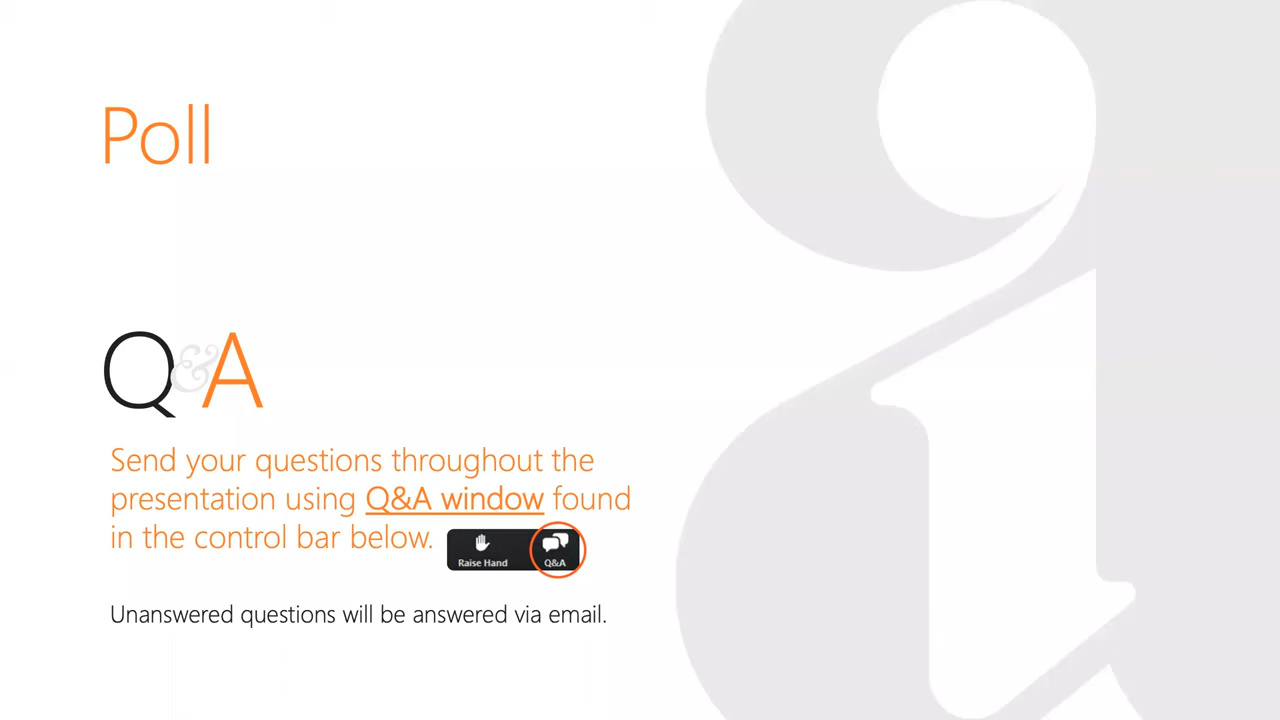 Poll
Q&A
Send your questions throughout the
presentation using Q&A window found
in the control bar below.
Raise Hand Q&A
Unanswered questions will be answered via email.